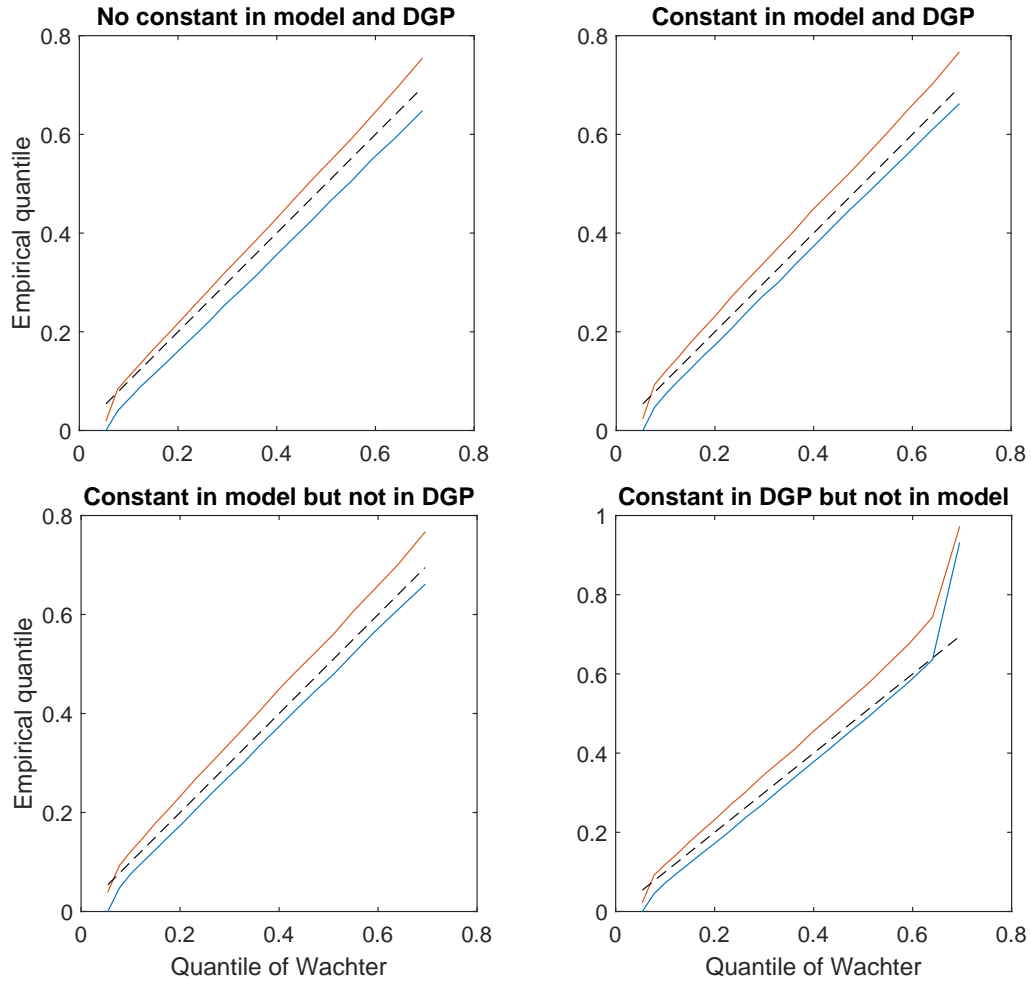 No constant in model and DGP
0.8
0.6
0.4
0.2
0
0 0.2 0.4 0.6 0.8
Empirical quantile
Constant in model and DGP
0.8
0.6
0.4
0.2
0
0 0.2 0.4 0.6 0.8
Constant in model but not in DGP
0.8
0.6
0.4
0.2
0
0 0.2 0.4 0.6 0.8
Empirical quantile
Quantile of Wachter
Constant in DGP but not in model
1
0.8
0.6
0.4
0.2
0
0 0.2 0.4 0.6 0.8
Quantile of Wachter